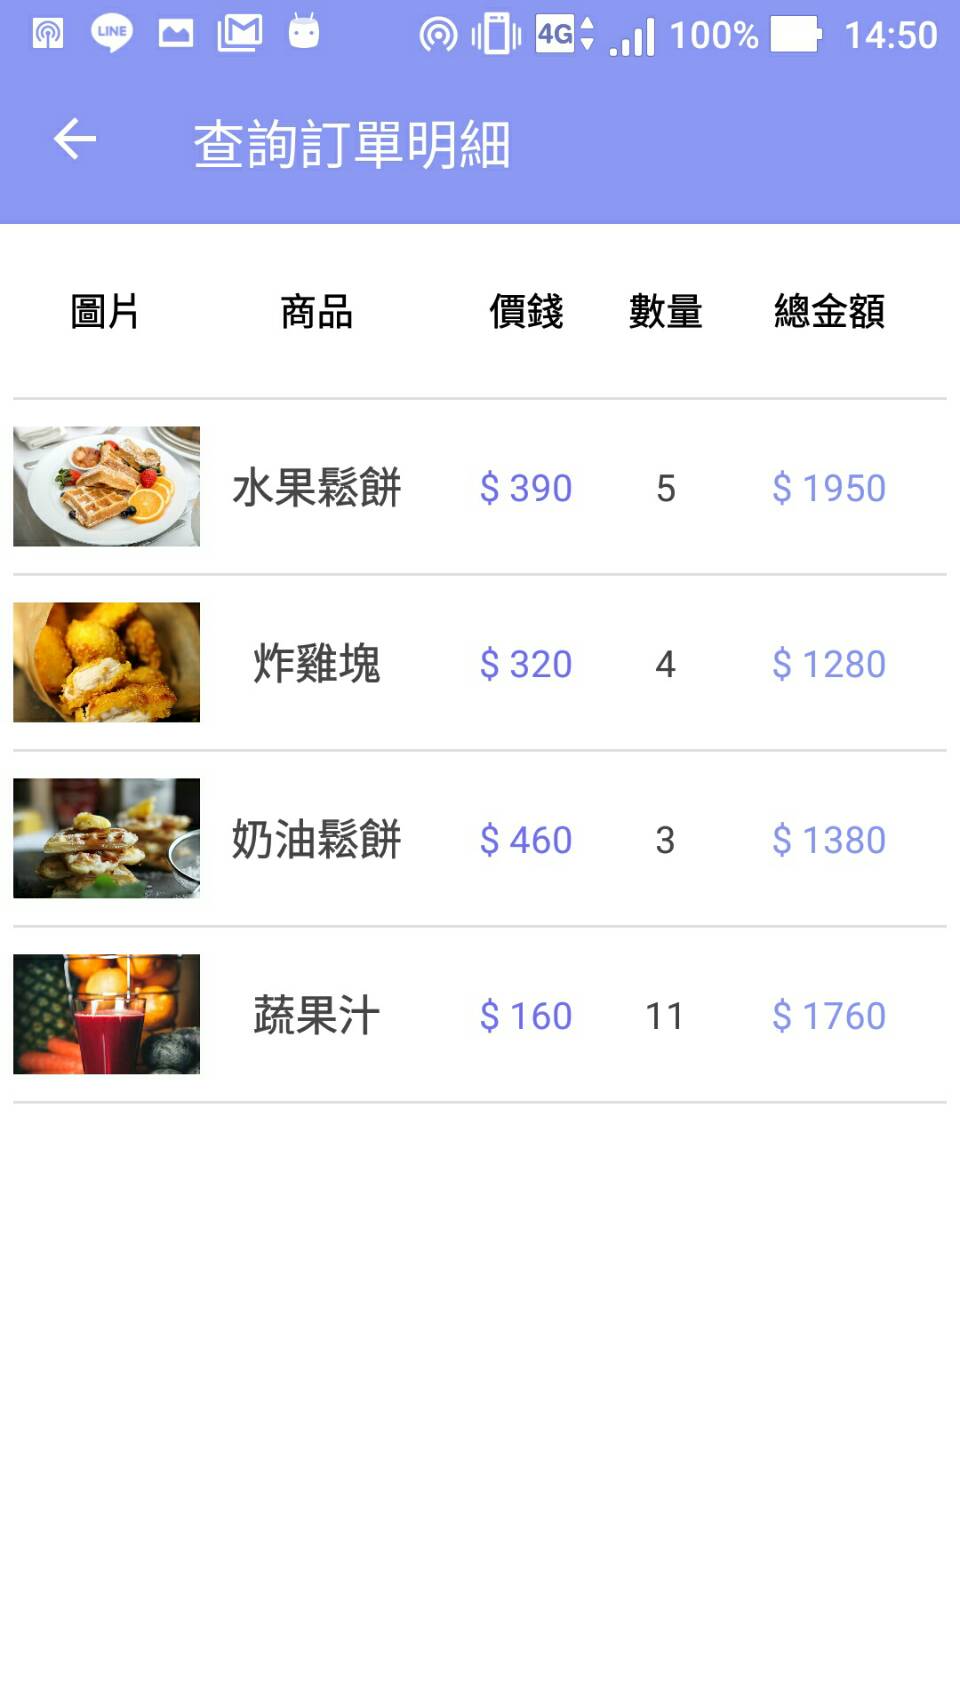 LINE 4G 100% 14:50
查詢訂單明細
圖片 商品 價錢 數量 總金額
水果鬆餅 $ 390 5 $ 1950
炸雞塊 $ 320 4 $ 1280
奶油鬆餅 $ 460 3 $ 1380
蔬果汁 $ 160 11 $ 1760